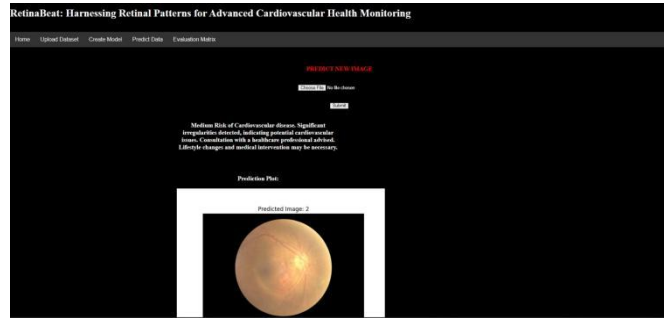 RetinaBeat: Harnessing Retinal Patterns for Advanced Cardiovascular Health Monitoring
Home Upload Dataset Create Model Predict Data Evaluation Matrix
PREDICT NEW IMAGE
Choose File No file chosen
Submit
Medium Risk of Cardiovascular disease. Significant
irregularities detected, indicating potential cardiovascular
issues. Consultation with a healthcare professional advised.
Lifestyle changes and medical intervention may be necessary.
Prediction Plot:
Predicted Image: 2